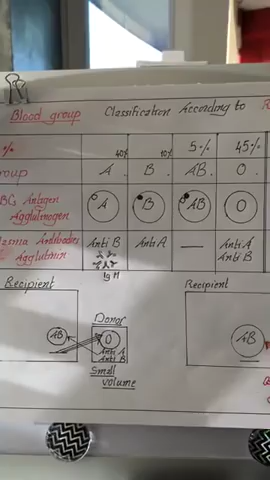 Blood group Classification According to R
% 40% 10% 5% 45%
roup A B AB O
BCs Antigen A B AB O
Agglutinogen
lasma Antibodies Anti B Anti A — Anti A
Agglutinin Anti B
Ig M
Recipient Recipient
Donor
AB O AB
Anti A
Anti B
Small
volume